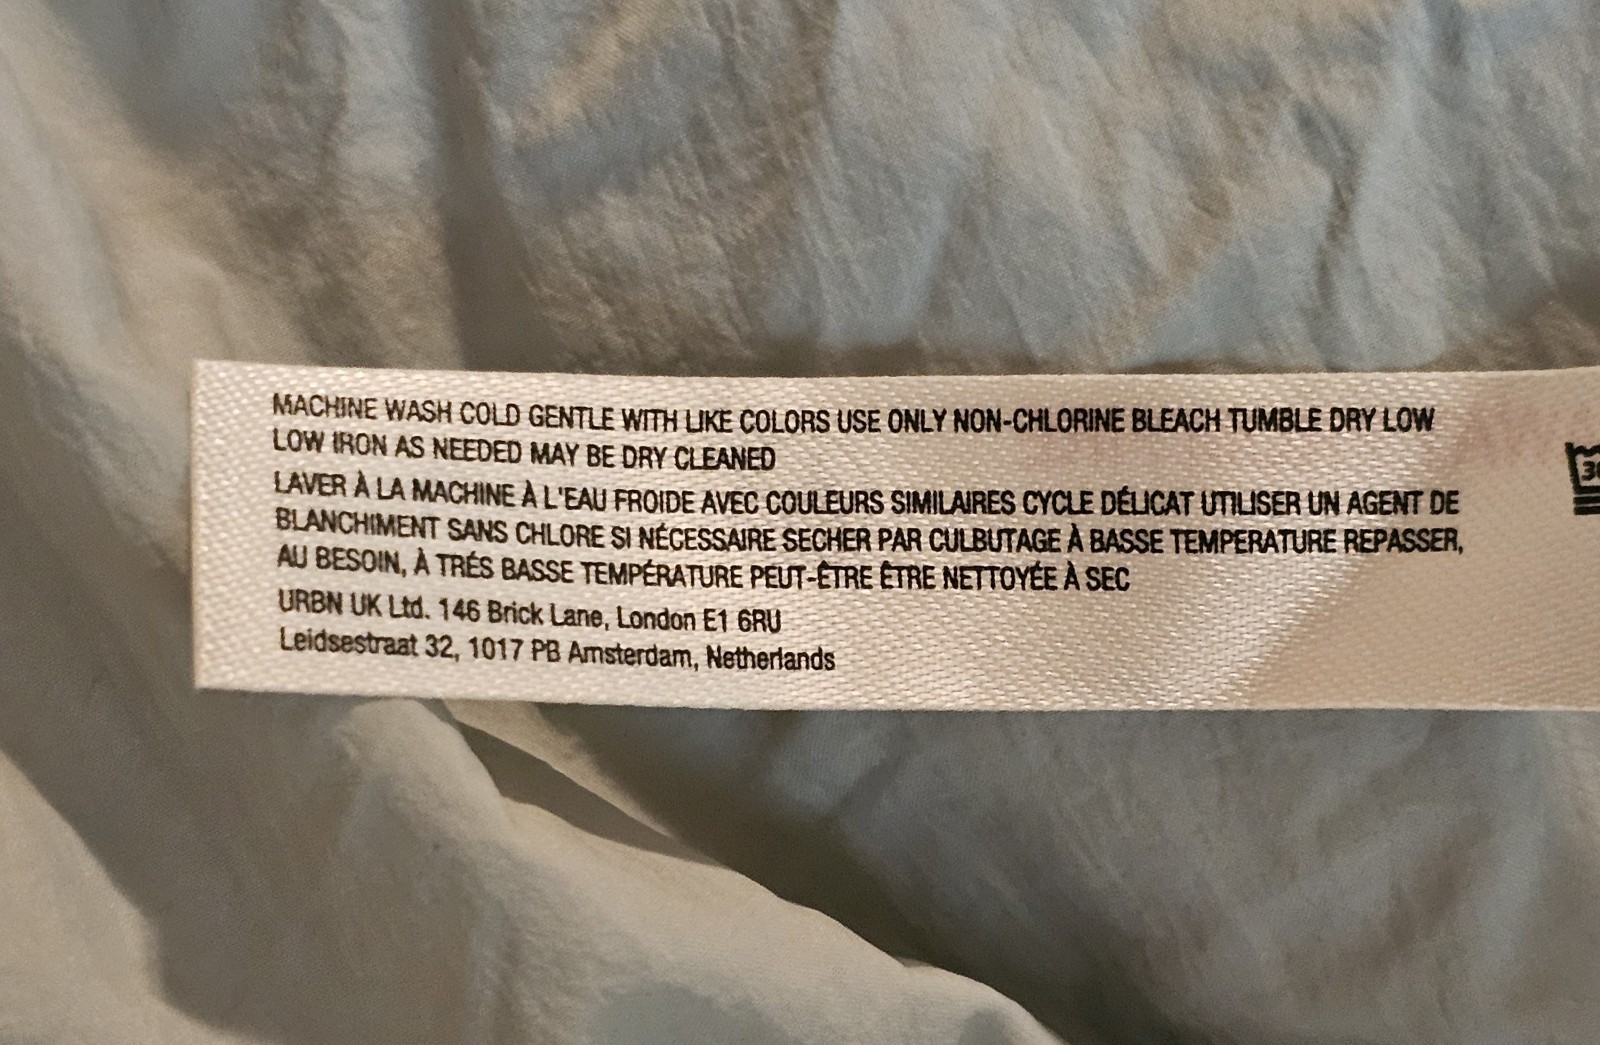 MACHINE WASH COLD GENTLE WITH LIKE COLORS USE ONLY NON-CHLORINE BLEACH TUMBLE DRY LOW
LOW IRON AS NEEDED MAY BE DRY CLEANED
LAVER À LA MACHINE À L'EAU FROIDE AVEC COULEURS SIMILAIRES CYCLE DÉLICAT UTILISER UN AGENT DE
BLANCHIMENT SANS CHLORE SI NÉCESSAIRE SECHER PAR CULBUTAGE À BASSE TEMPERATURE REPASSER,
AU BESOIN, À TRÉS BASSE TEMPÉRATURE PEUT-ÊTRE ÊTRE NETTOYÉE À SEC
URBN UK Ltd. 146 Brick Lane, London E1 6RU
Leidsestraat 32, 1017 PB Amsterdam, Netherlands